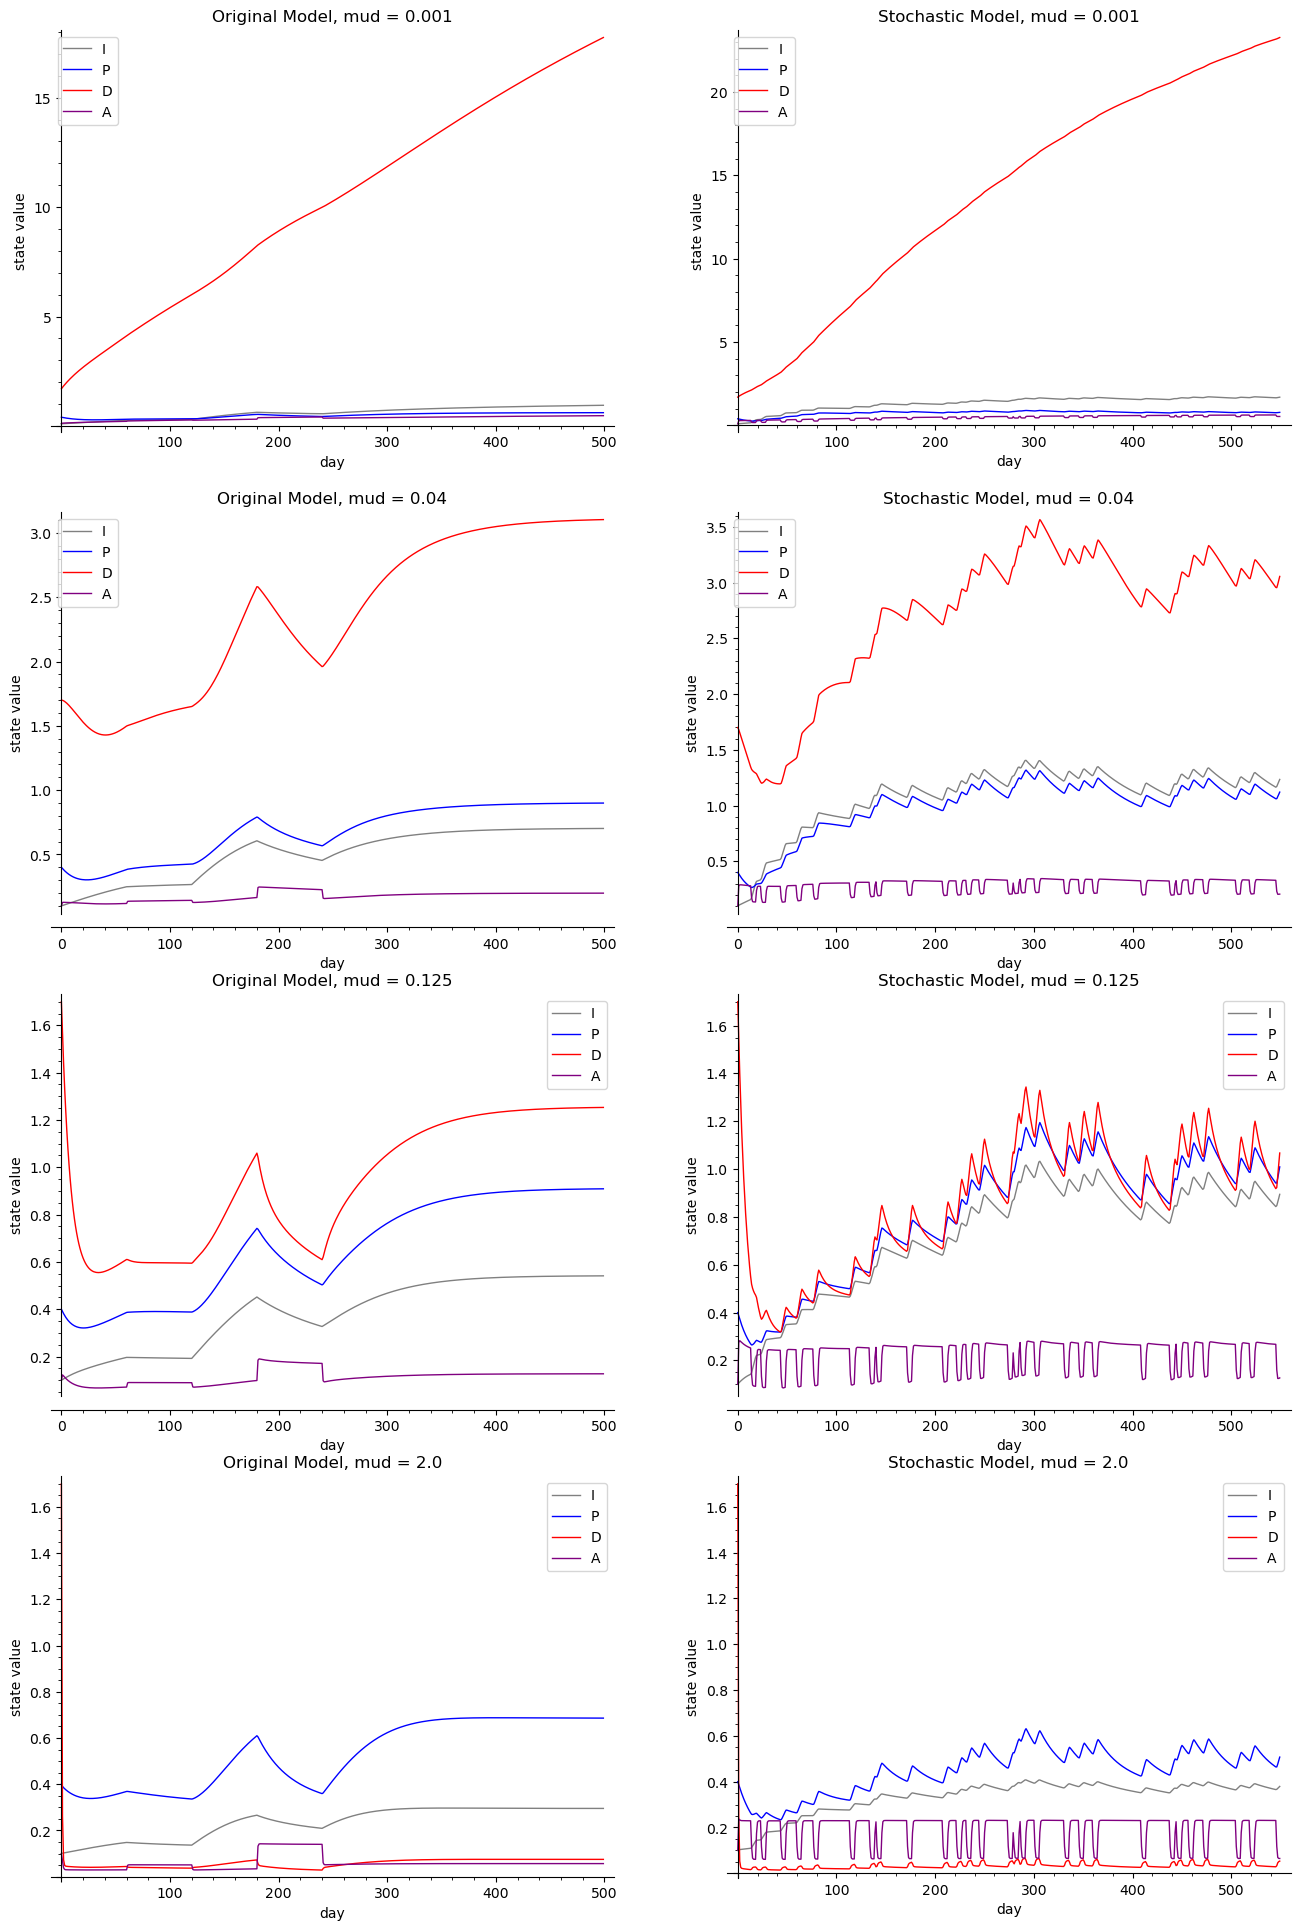 Original Model, mud = 0.001
I
P
D
A
15
10
5
100
200
300
400
500
state value
day
Stochastic Model, mud = 0.001
I
P
D
A
20
15
10
5
100
200
300
400
500
state value
day
Original Model, mud = 0.04
I
P
D
A
3.0
2.5
2.0
1.5
1.0
0.5
0
100
200
300
400
500
state value
day
Stochastic Model, mud = 0.04
I
P
D
A
3.5
3.0
2.5
2.0
1.5
1.0
0.5
0
100
200
300
400
500
state value
day
Original Model, mud = 0.125
I
P
D
A
1.6
1.4
1.2
1.0
0.8
0.6
0.4
0.2
0
100
200
300
400
500
state value
day
Stochastic Model, mud = 0.125
I
P
D
A
1.6
1.4
1.2
1.0
0.8
0.6
0.4
0.2
0
100
200
300
400
500
state value
day
Original Model, mud = 2.0
I
P
D
A
1.6
1.4
1.2
1.0
0.8
0.6
0.4
0.2
100
200
300
400
500
state value
day
Stochastic Model, mud = 2.0
I
P
D
A
1.6
1.4
1.2
1.0
0.8
0.6
0.4
0.2
100
200
300
400
500
state value
day